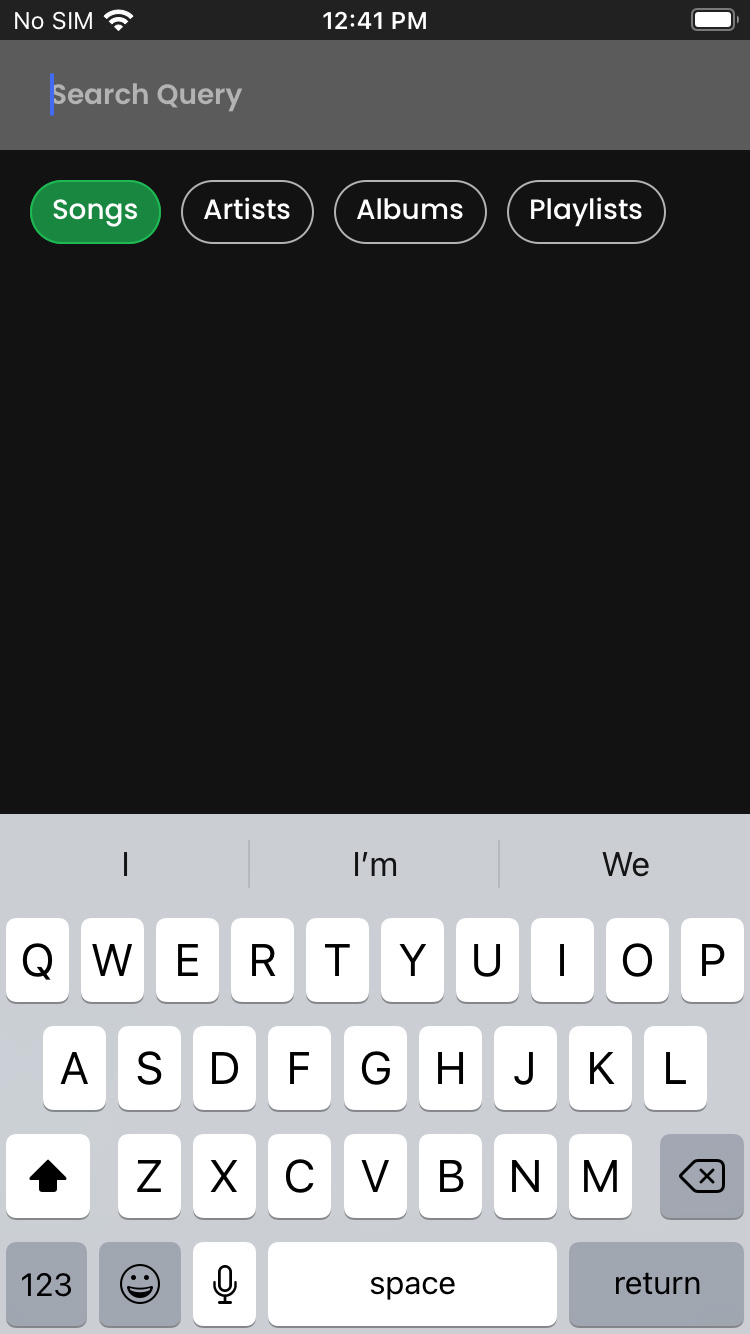 No SIM 12:41 PM
Search Query
Songs Artists Albums Playlists
I I’m We
Q W E R T Y U I O P
A S D F G H J K L
Z X C V B N M
123 space return